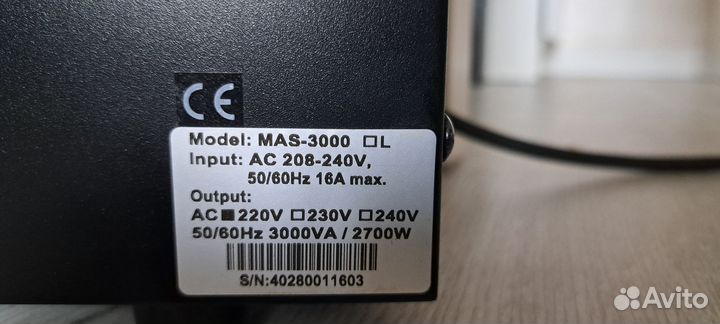 CE
Model: MAS-3000 □L
Input: AC 208-240V,
50/60Hz 16A max.
Output:
AC ■220V □230V □240V
50/60Hz 3000VA / 2700W
S/N:40280011603
Avito